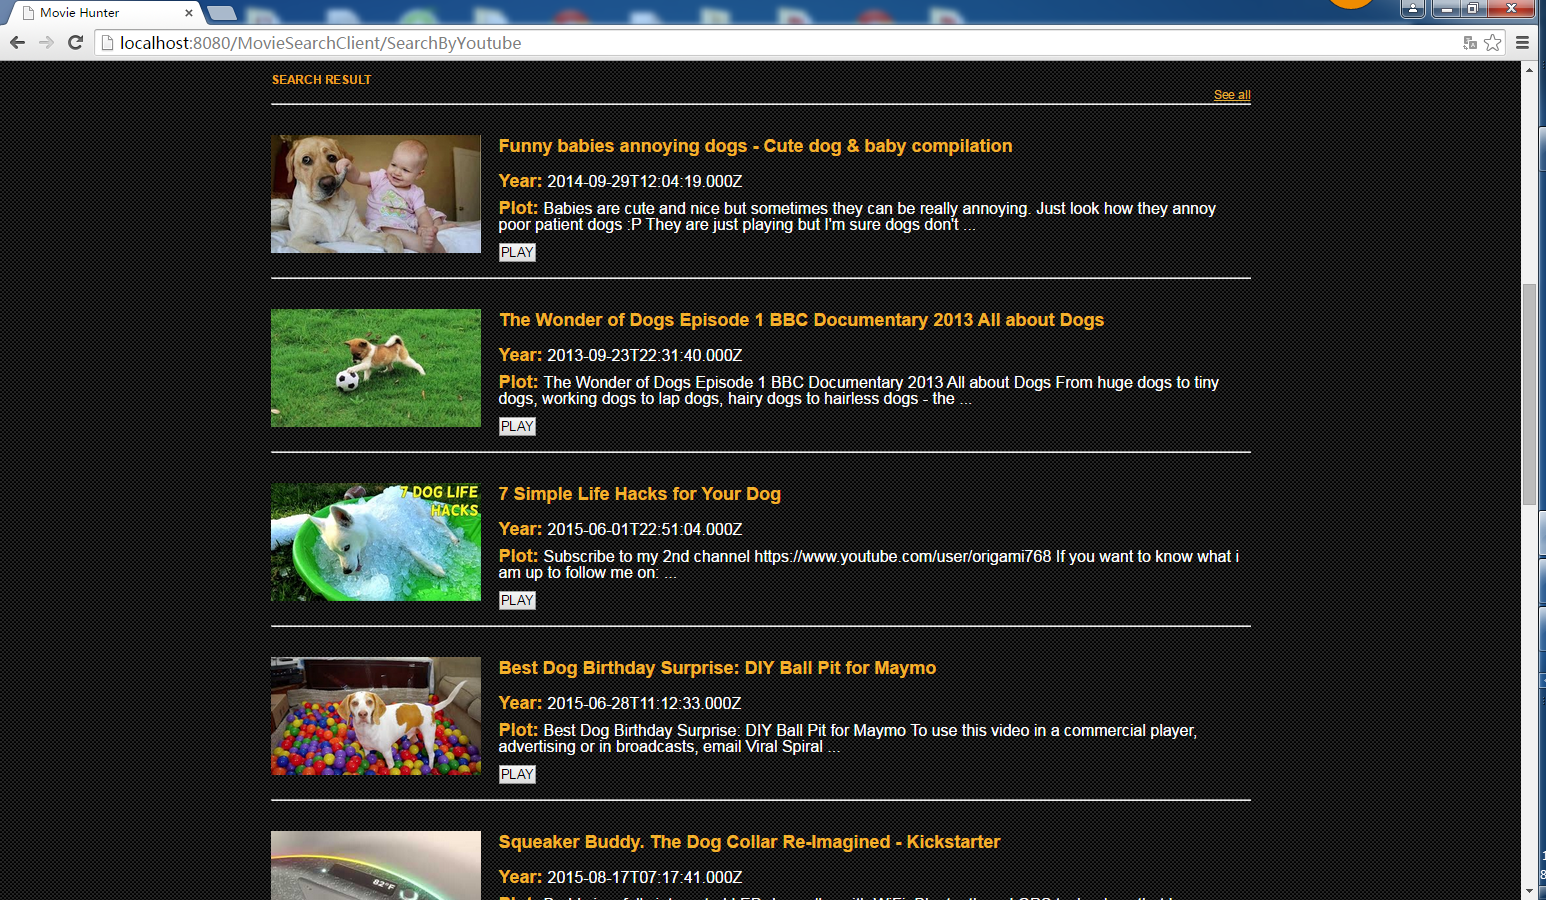 Movie Hunter
localhost:8080/MovieSearchClient/SearchByYoutube
SEARCH RESULT
See all
Funny babies annoying dogs - Cute dog & baby compilation
Year: 2014-09-29T12:04:19.000Z
Plot: Babies are cute and nice but sometimes they can be really annoying. Just look how they annoy
poor patient dogs :P They are just playing but I'm sure dogs don't ...
PLAY
The Wonder of Dogs Episode 1 BBC Documentary 2013 All about Dogs
Year: 2013-09-23T22:31:40.000Z
Plot: The Wonder of Dogs Episode 1 BBC Documentary 2013 All about Dogs From huge dogs to tiny
dogs, working dogs to lap dogs, hairy dogs to hairless dogs - the ...
PLAY
7 DOG LIFE
HACKS
7 Simple Life Hacks for Your Dog
Year: 2015-06-01T22:51:04.000Z
Plot: Subscribe to my 2nd channel https://www.youtube.com/user/origami768 If you want to know what i
am up to follow me on: ...
PLAY
Best Dog Birthday Surprise: DIY Ball Pit for Maymo
Year: 2015-06-28T11:12:33.000Z
Plot: Best Dog Birthday Surprise: DIY Ball Pit for Maymo To use this video in a commercial player,
advertising or in broadcasts, email Viral Spiral ...
PLAY
82°F
Squeaker Buddy. The Dog Collar Re-Imagined - Kickstarter
Year: 2015-08-17T07:17:41.000Z